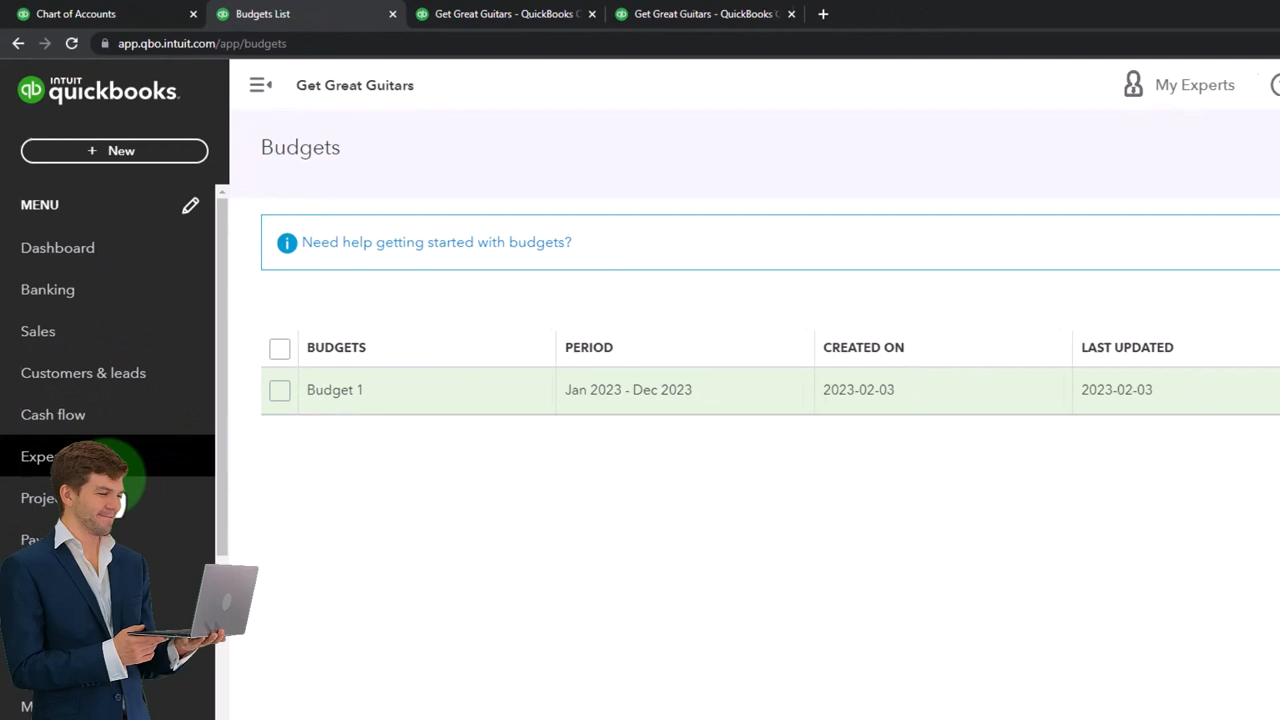 Chart of Accounts
Budgets List
Get Great Guitars - QuickBooks
Get Great Guitars - QuickBooks
app.qbo.intuit.com/app/budgets
INTUIT
quickbooks.
qb
Get Great Guitars
My Experts
+ New
Budgets
MENU
Need help getting started with budgets?
Dashboard
Banking
Sales
Customers & leads
Cash flow
BUDGETS
PERIOD
CREATED ON
LAST UPDATED
Budget 1
Jan 2023 - Dec 2023
2023-02-03
2023-02-03